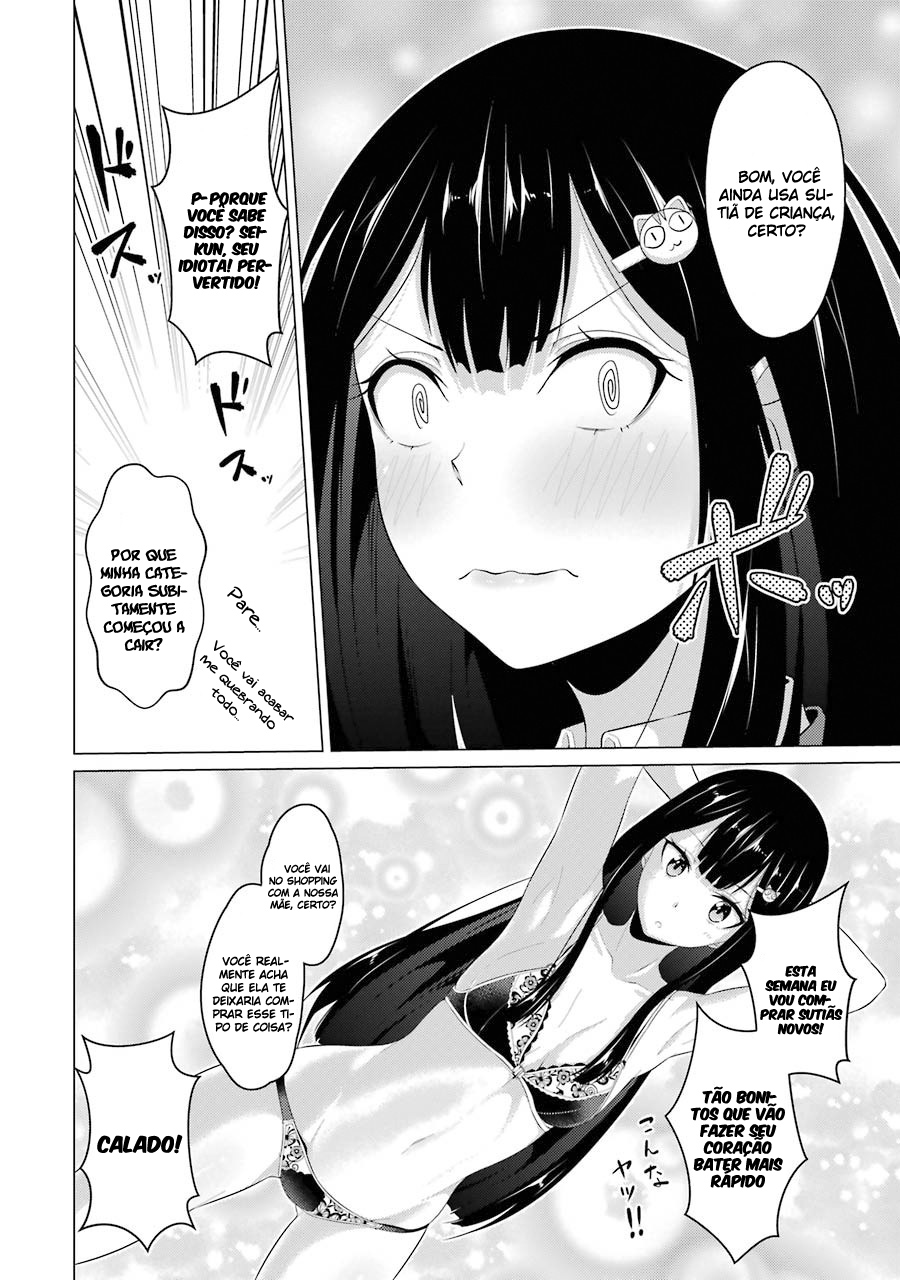 BOM, VOCÊ
AINDA USA SU-
TIÃ DE CRIANÇA,
CERTO?
ギ
ギーッ
P-PORQUE
VOCÊ SABE
DISSO? SEI-
KUN, SEU
IDIOTA! PER-
VERTIDO!
ドス
ドス
POR QUE
MINHA CATE-
GORIA SUBI-
TAMENTE
COMEÇOU A
CAIR?
Pare...
Você vai acabar
me quebrando
todo...
ESTA
SEMANA EU
VOU COM-
PRAR SUTIÃS
NOVOS!
TÃO BONI-
TOS QUE VÃO
FAZER SEU
CORAÇÃO
BATER MAIS
RÁPIDO
こんな
ヤツ!!
VOCÊ VAI
NO SHOPPING
COM A NOSSA
MÃE, CERTO?
VOCÊ REAL-
MENTE ACHA
QUE ELA TE
DEIXARIA COM-
PRAR ESSE TI-
PO DE COISA?
CALADO!